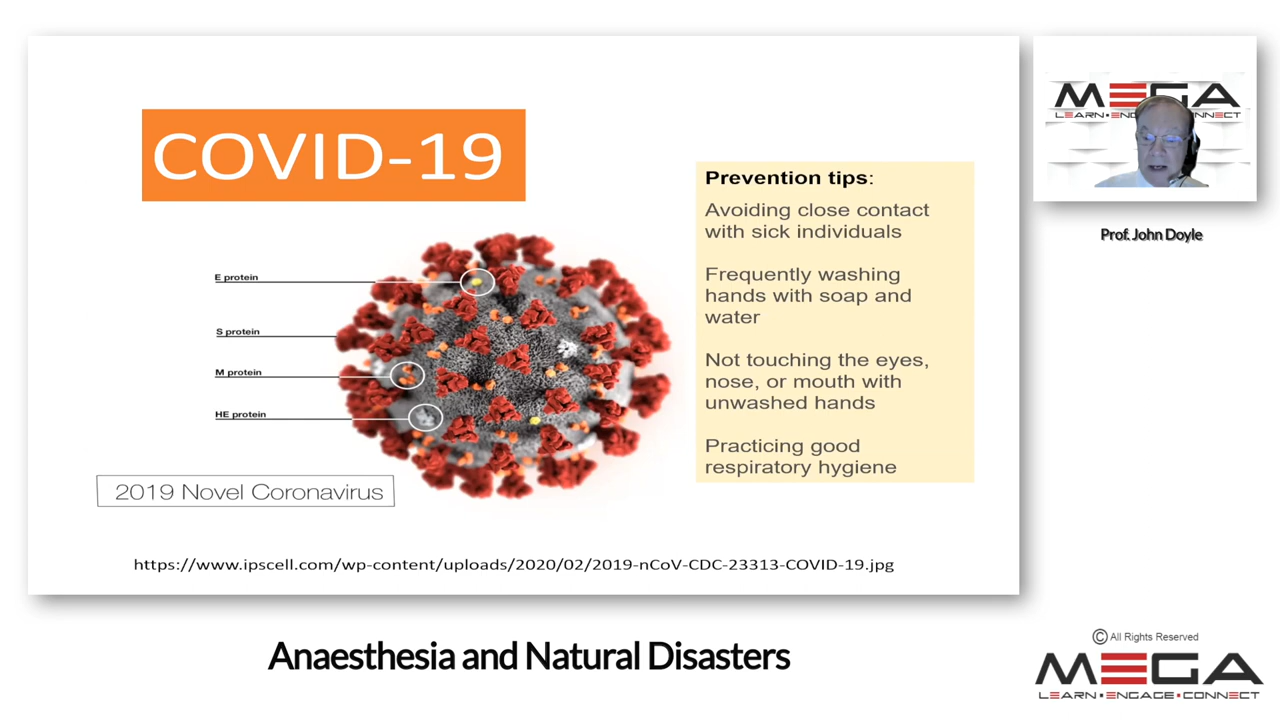 COVID-19
E protein
S protein
M protein
HE protein
2019 Novel Coronavirus
Prevention tips:
Avoiding close contact
with sick individuals
Frequently washing
hands with soap and
water
Not touching the eyes,
nose, or mouth with
unwashed hands
Practicing good
respiratory hygiene
https://www.ipscell.com/wp-content/uploads/2020/02/2019-nCoV-CDC-23313-COVID-19.jpg
MEGA
Prof. John Doyle
Anaesthesia and Natural Disasters
© All Rights Reserved
MEGA
LEARN • ENGAGE • CONNECT